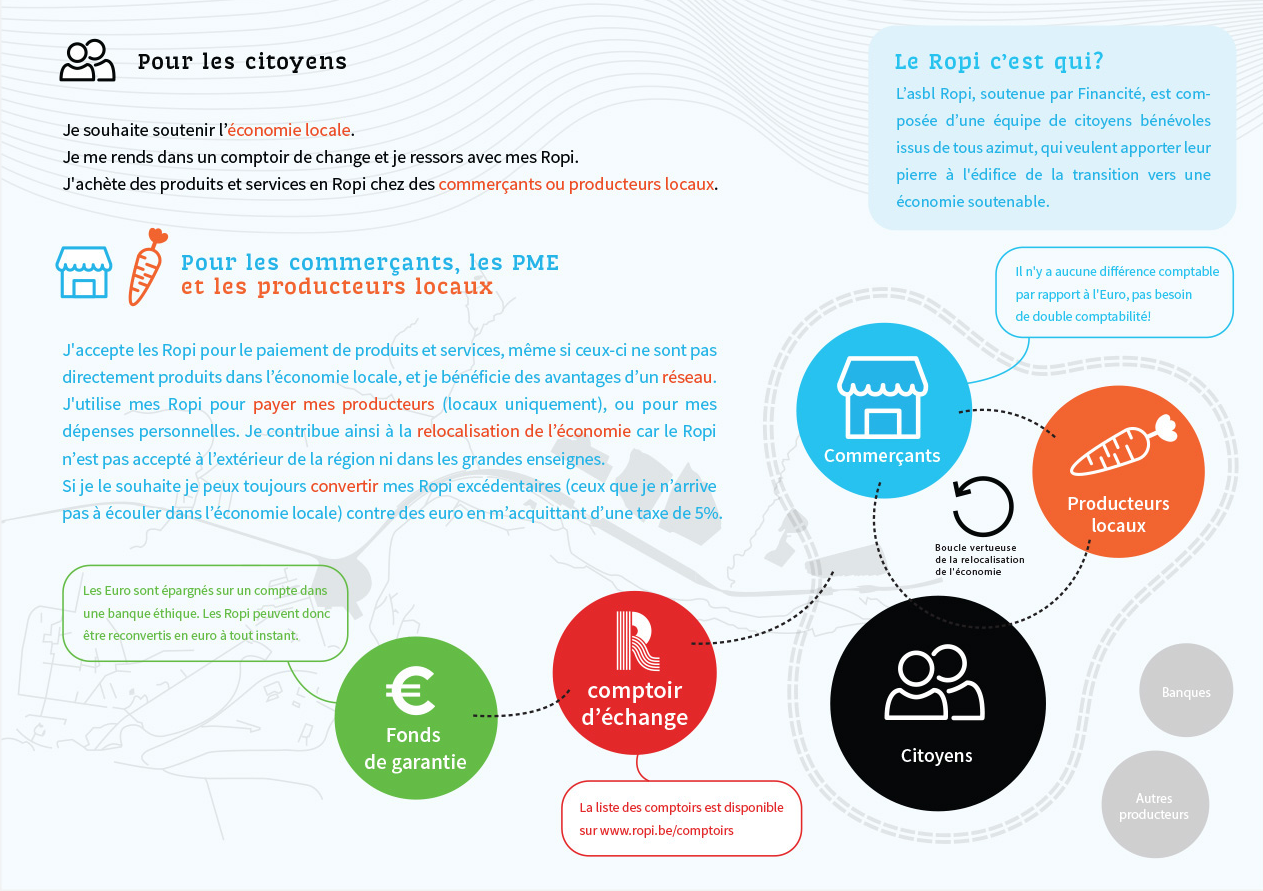 Pour les citoyens
Je souhaite soutenir l'économie locale.
Je me rends dans un comptoir de change et je ressors avec mes Ropi.
J'achète des produits et services en Ropi chez des commerçants ou producteurs locaux.
Le Ropi c'est qui?
L'asbl Ropi, soutenue par Financité, est com-
posée d'une équipe de citoyens bénévoles
issus de tous azimut, qui veulent apporter leur
pierre à l'édifice de la transition vers une
économie soutenable.
Pour les commerçants, les PME
et les producteurs locaux
J'accepte les Ropi pour le paiement de produits et services, même si ceux-ci ne sont pas
directement produits dans l'économie locale, et je bénéficie des avantages d'un réseau.
J'utilise mes Ropi pour payer mes producteurs (locaux uniquement), ou pour mes
dépenses personnelles. Je contribue ainsi à la relocalisation de l'économie car le Ropi
n'est pas accepté à l'extérieur de la région ni dans les grandes enseignes.
Si je le souhaite je peux toujours convertir mes Ropi excédentaires (ceux que je n'arrive
pas à écouler dans l'économie locale) contre des euro en m'acquittant d'une taxe de 5%.
Il n'y a aucune différence comptable
par rapport à l'Euro, pas besoin
de double comptabilité!
Commerçants
Producteurs
locaux
Boucle vertueuse
de la relocalisation
de l'économie
Les Euro sont épargnés sur un compte dans
une banque éthique. Les Ropi peuvent donc
être reconvertis en euro à tout instant.
€
Fonds
de garantie
R
comptoir
d'échange
La liste des comptoirs est disponible
sur www.ropi.be/comptoirs
Citoyens
Banques
Autres
producteurs